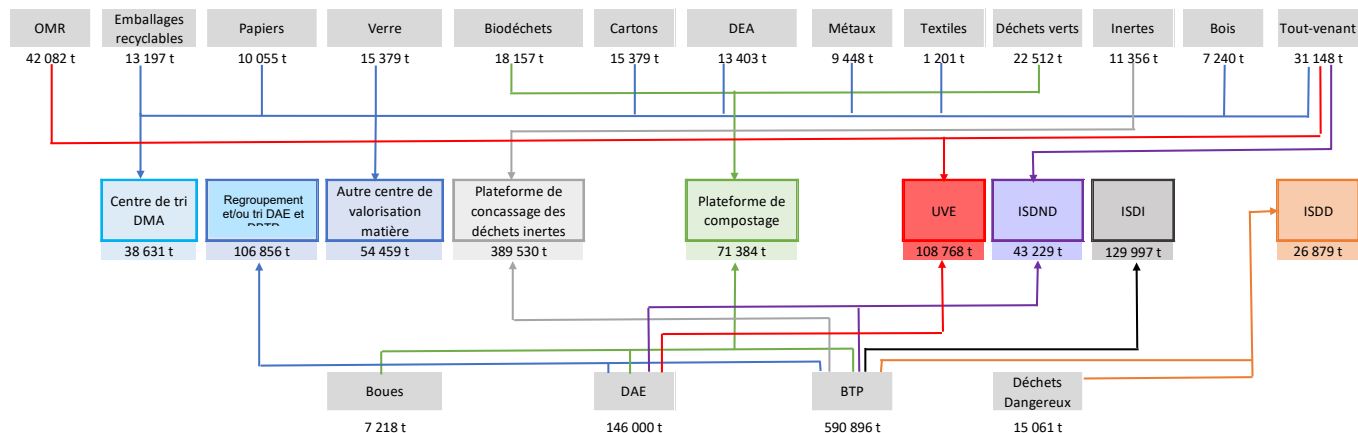 OMR
Emballages
recyclables
Papiers
Verre
Biodéchets
Cartons
DEA
Métaux
Textiles
Déchets verts
Inertes
Bois
Tout-venant
42 082 t
13 197 t
10 055 t
15 379 t
18 157 t
15 379 t
13 403 t
9 448 t
1 201 t
22 512 t
11 356 t
7 240 t
31 148 t
Centre de tri
DMA
Regroupement
et/ou tri DAE et
Autre centre de
valorisation
matière
Plateforme de
concassage des
déchets inertes
Plateforme de
compostage
UVE
ISDND
ISDI
ISDD
38 631 t
106 856 t
54 459 t
389 530 t
71 384 t
108 768 t
43 229 t
129 997 t
26 879 t
Boues
DAE
BTP
Déchets
Dangereux
7 218 t
146 000 t
590 896 t
15 061 t